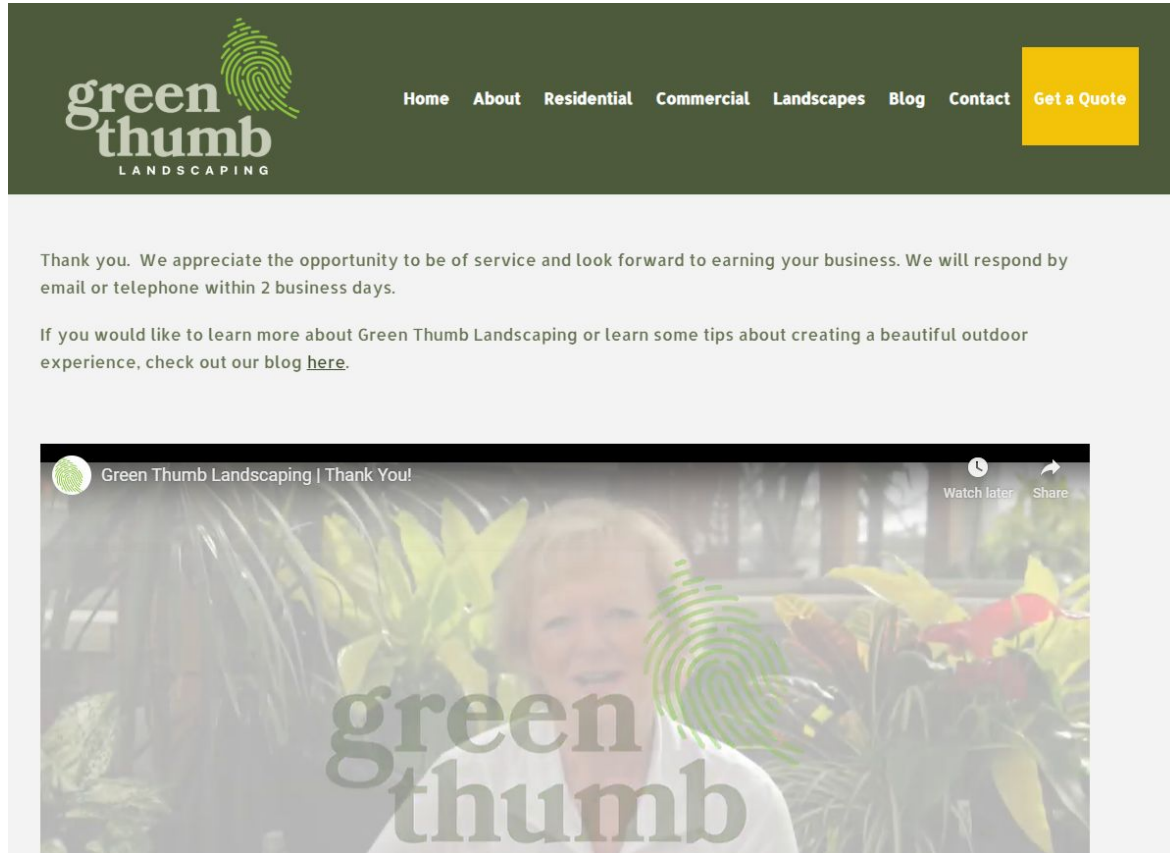 green
thumb
LANDSCAPING
Home About Residential Commercial Landscapes Blog Contact Get a Quote
Thank you.  We appreciate the opportunity to be of service and look forward to earning your business. We will respond by
email or telephone within 2 business days.
If you would like to learn more about Green Thumb Landscaping or learn some tips about creating a beautiful outdoor
experience, check out our blog here.
Green Thumb Landscaping | Thank You!
Watch later Share
green
thumb